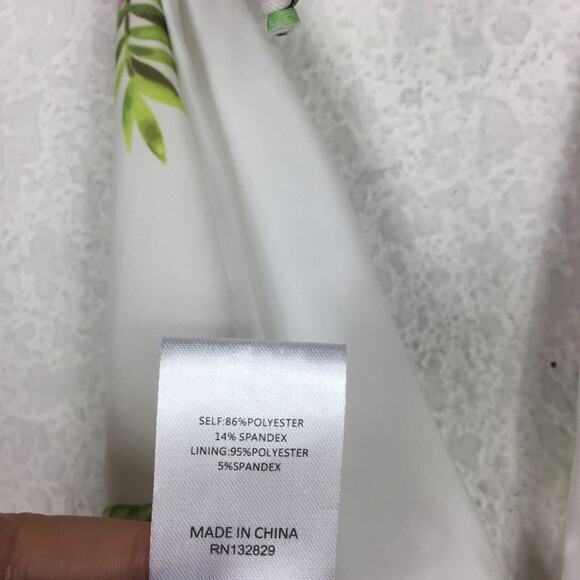 SELF:86%POLYESTER
14% SPANDEX
LINING:95%POLYESTER
5%SPANDEX
MADE IN CHINA
RN132829